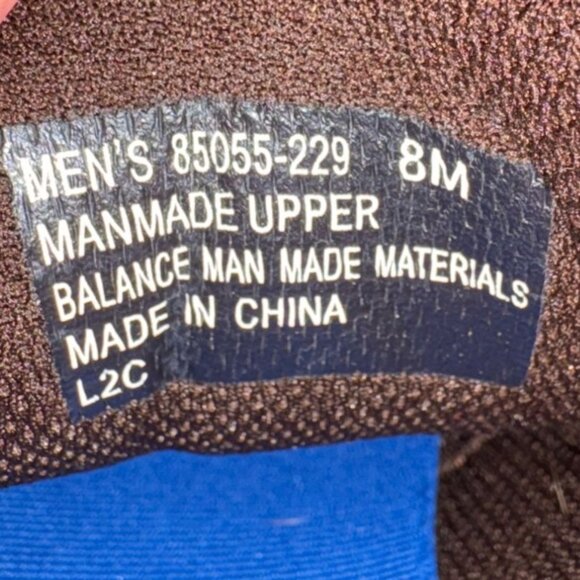 MEN'S 85055-229 8M
MANMADE UPPER
BALANCE MAN MADE MATERIALS
MADE IN CHINA
L2C